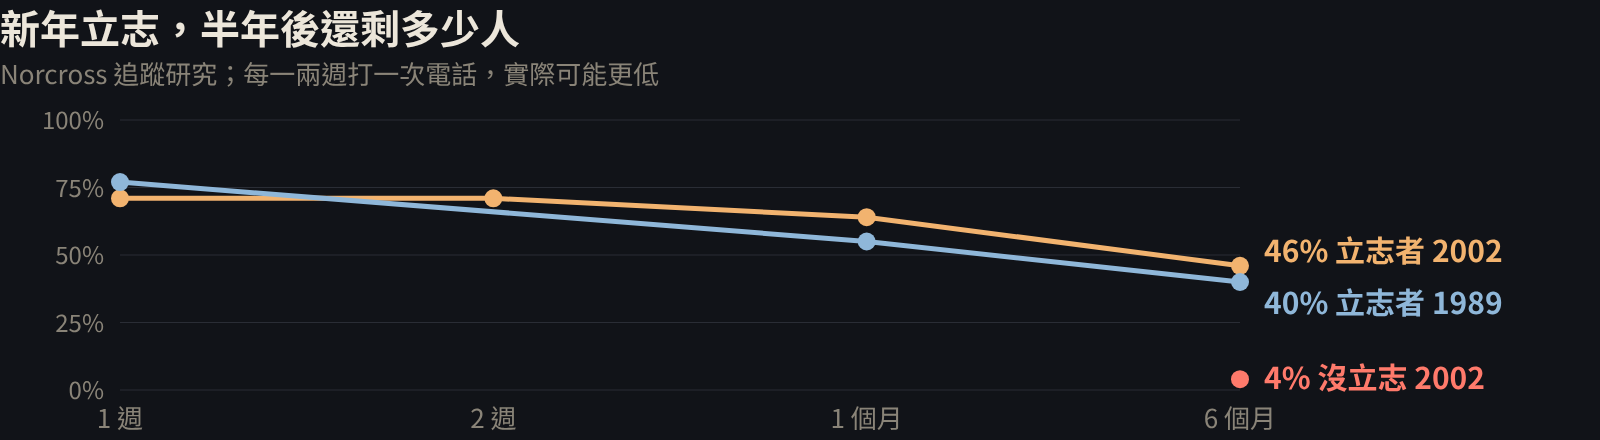 新年立志，半年後還剩多少人
Norcross 追蹤研究；每一兩週打一次電話，實際可能更低
100%
75%
50%
25%
0%
1 週
2 週
1 個月
6 個月
46% 立志者 2002
40% 立志者 1989
4% 沒立志 2002